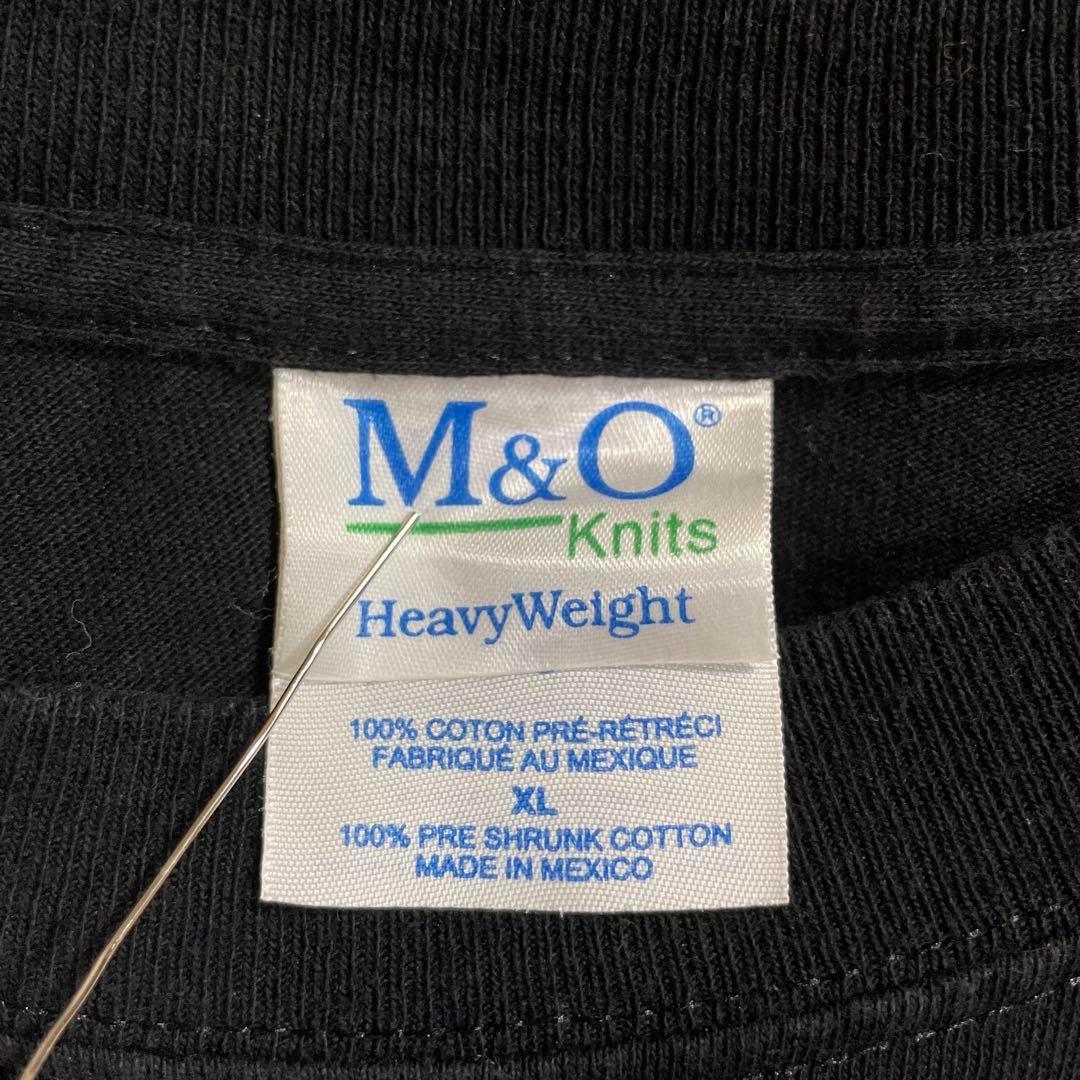 M&O®
Knits
HeavyWeight
100% COTON PRÉ-RÉTRÉCI
FABRIQUÉ AU MEXIQUE
XL
100% PRE SHRUNK COTTON
MADE IN MEXICO